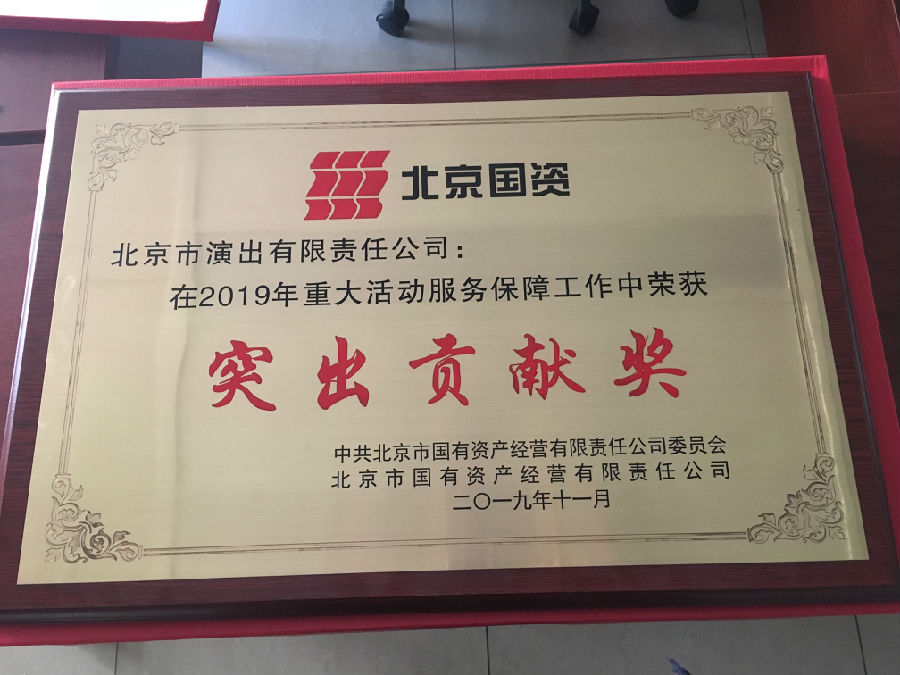 北京国资
北京市演出有限责任公司：
在2019年重大活动服务保障工作中荣获
突出贡献奖
中共北京市国有资产经营有限责任公司委员会
北京市国有资产经营有限责任公司
二〇一九年十一月